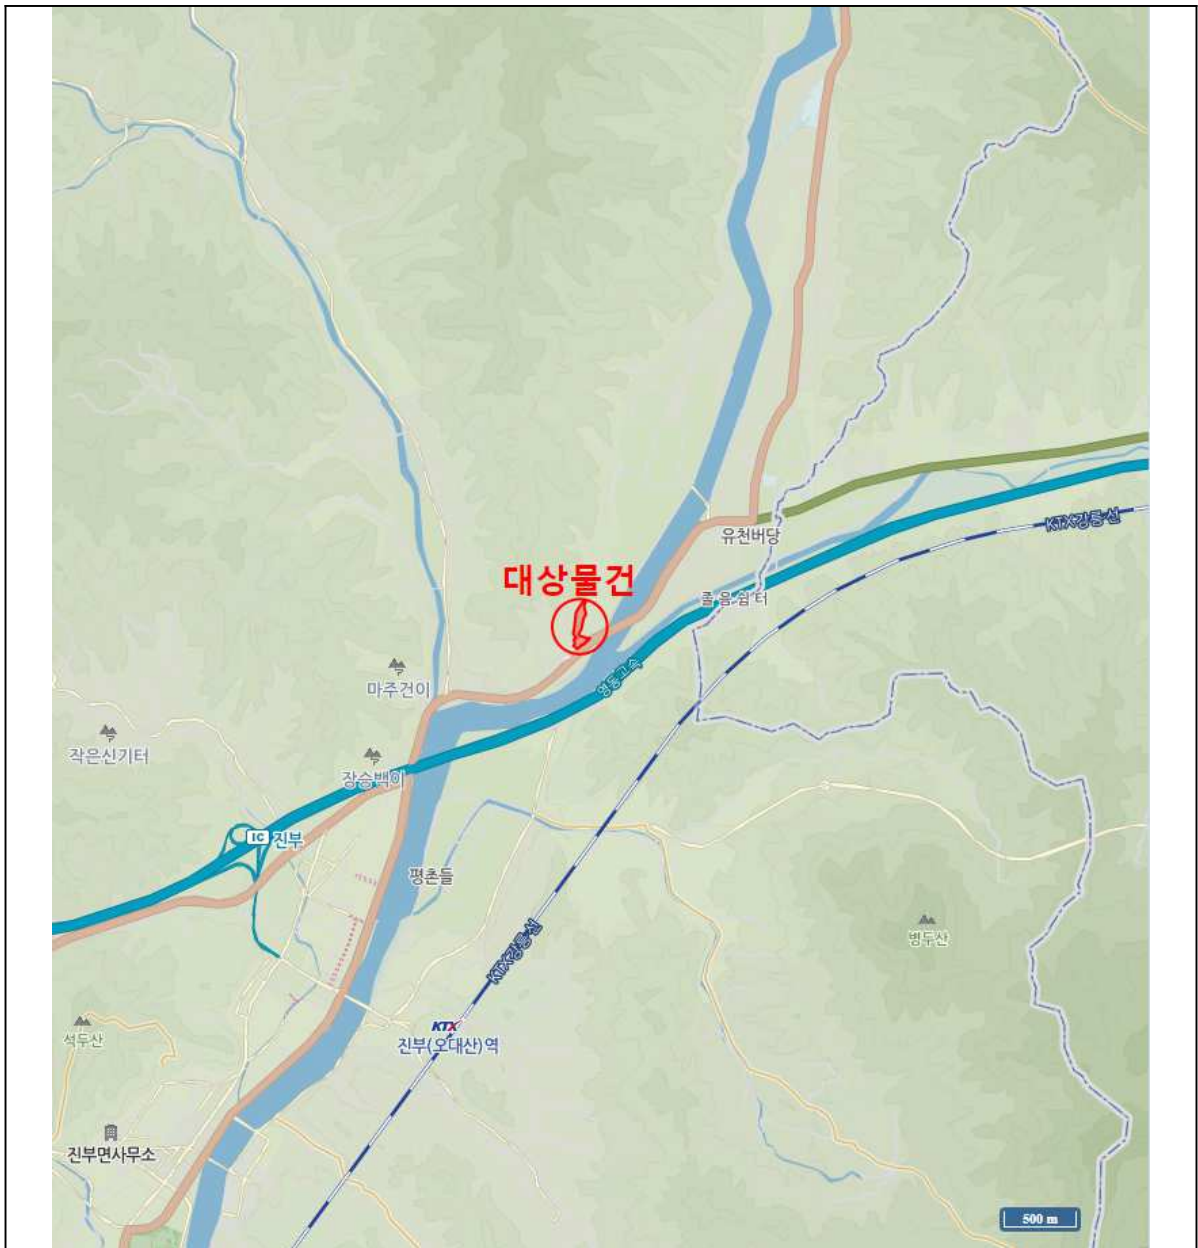 KTX강릉선
유천버당
대상물건
졸음쉼터
영동고속
마주건이
작은신기터
장승백이
IC 진부
평촌들
병두산
KTX강릉선
KTX
진부(오대산)역
석두산
진부면사무소
500 m